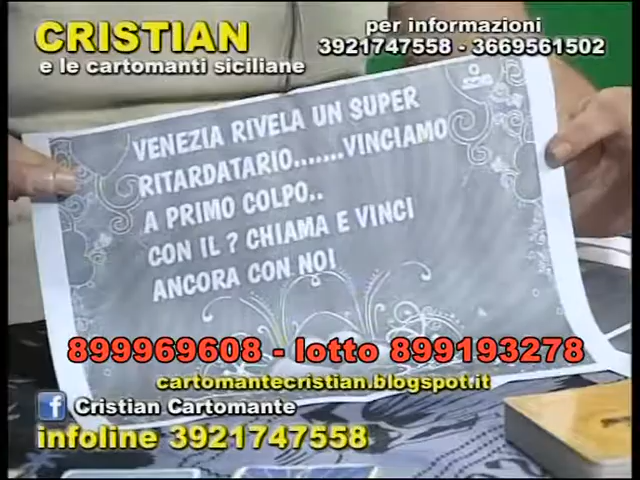 CRISTIAN
e le cartomanti siciliane
per informazioni
3921747558 - 3669561502
VENEZIA RIVELA UN SUPER
RITARDATARIO.......VINCIAMO
A PRIMO COLPO..
CON IL ? CHIAMA E VINCI
ANCORA CON NOI
899969608 - lotto 899193278
cartomantecristian.blogspot.it
f Cristian Cartomante
infoline - 3921747558